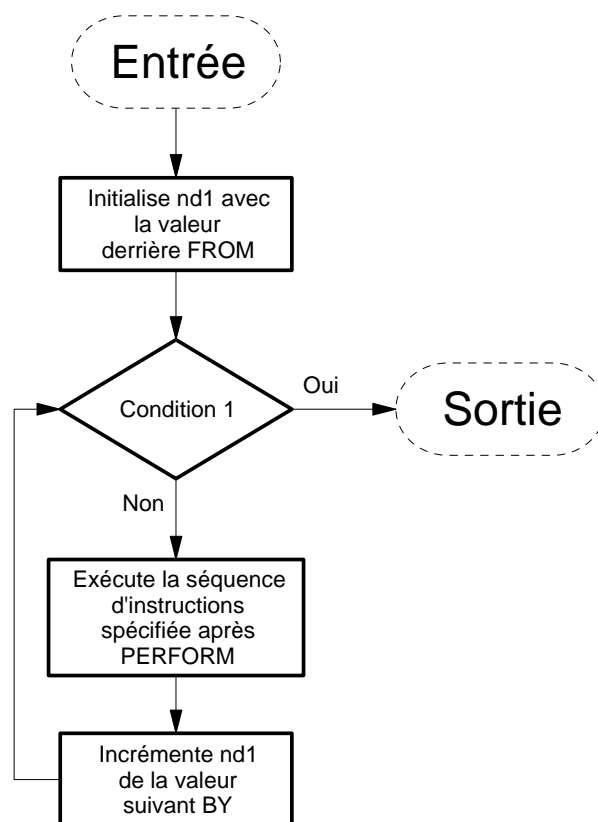 Entrée
Initialise nd1 avec
la valeur
derrière FROM
Condition 1
Oui
Sortie
Non
Exécute la séquence
d'instructions
spécifiée après
PERFORM
Incrémente nd1
de la valeur
suivant BY